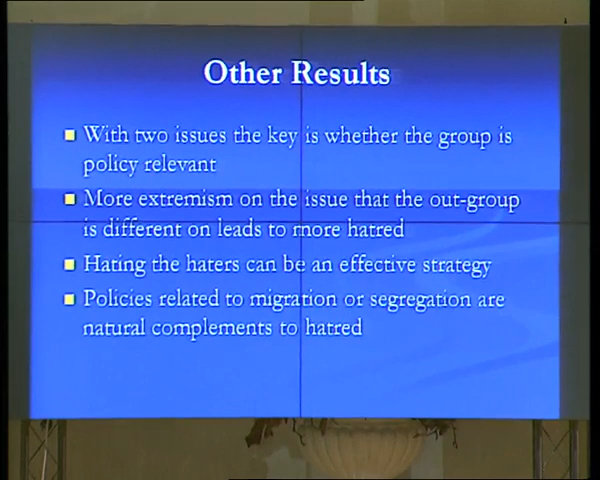 Other Results
With two issues the key is whether the group is
policy relevant
More extremism on the issue that the out-group
is different on leads to more hatred
Hating the haters can be an effective strategy
Policies related to migration or segregation are
natural complements to hatred